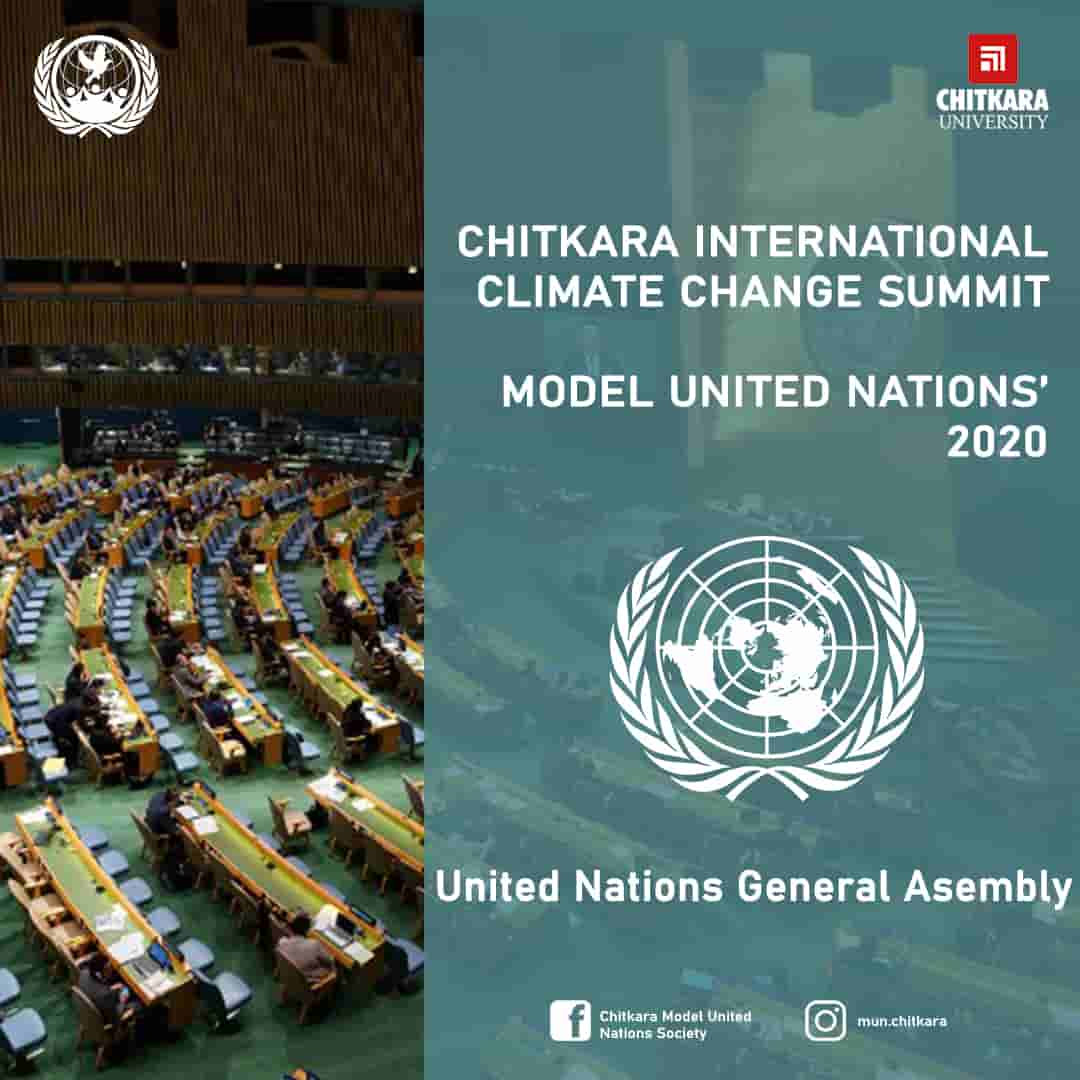 CHITKARA
UNIVERSITY
CHITKARA INTERNATIONAL
CLIMATE CHANGE SUMMIT
MODEL UNITED NATIONS’
2020
United Nations General Asembly
Chitkara Model United
Nations Society
mun.chitkara